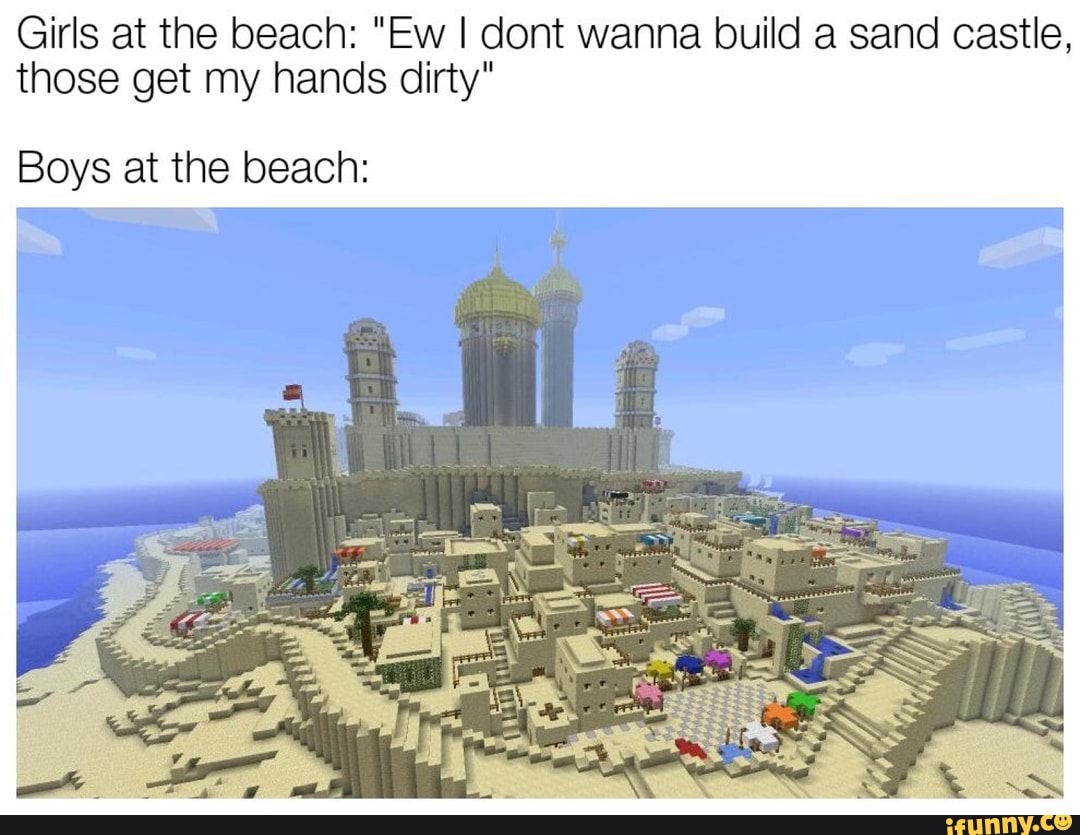 Girls at the beach: "Ew I dont wanna build a sand castle,
those get my hands dirty"
Boys at the beach:
ifunny.co